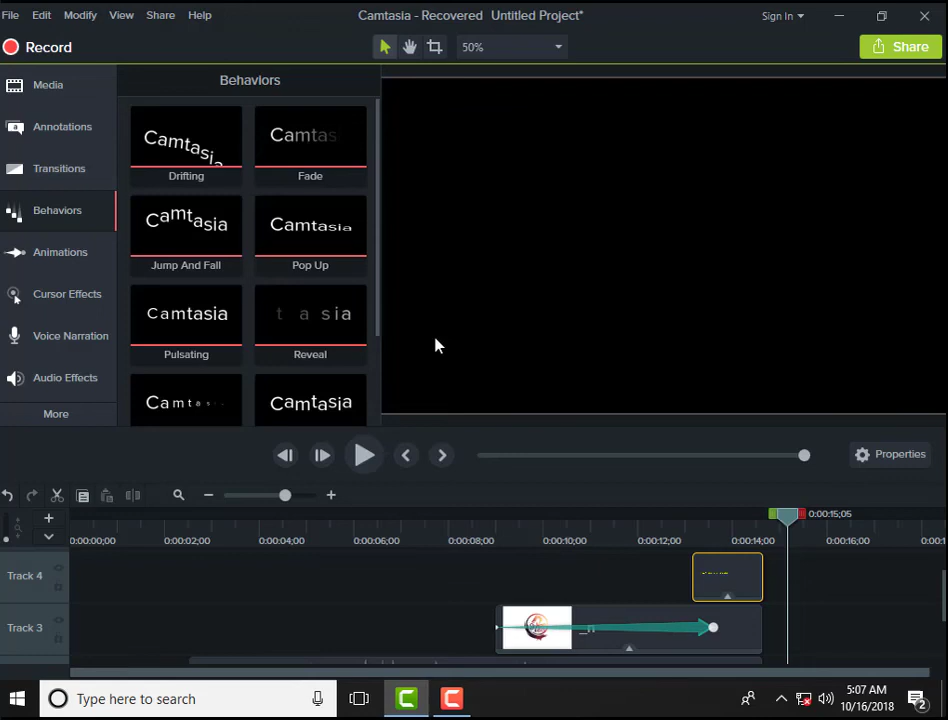 File Edit Modify View Share Help Camtasia - Recovered Untitled Project* Sign In
Record 50% Share
Media
Annotations
Transitions
Behaviors
Animations
Cursor Effects
Voice Narration
Audio Effects
More
Behaviors
Camtasia Camtas
Drifting Fade
Camtasia Camtasia
Jump And Fall Pop Up
Camtasia t a sia
Pulsating Reveal
Camtas Camtasia
Properties
0:00:15;05
0:00:00;00 0:00:02;00 0:00:04;00 0:00:06;00 0:00:08;00 0:00:10;00 0:00:12;00 0:00:14;00 0:00:16;00 0:00:1
Track 4
Track 3 _n
Type here to search
5:07 AM
10/16/2018
2